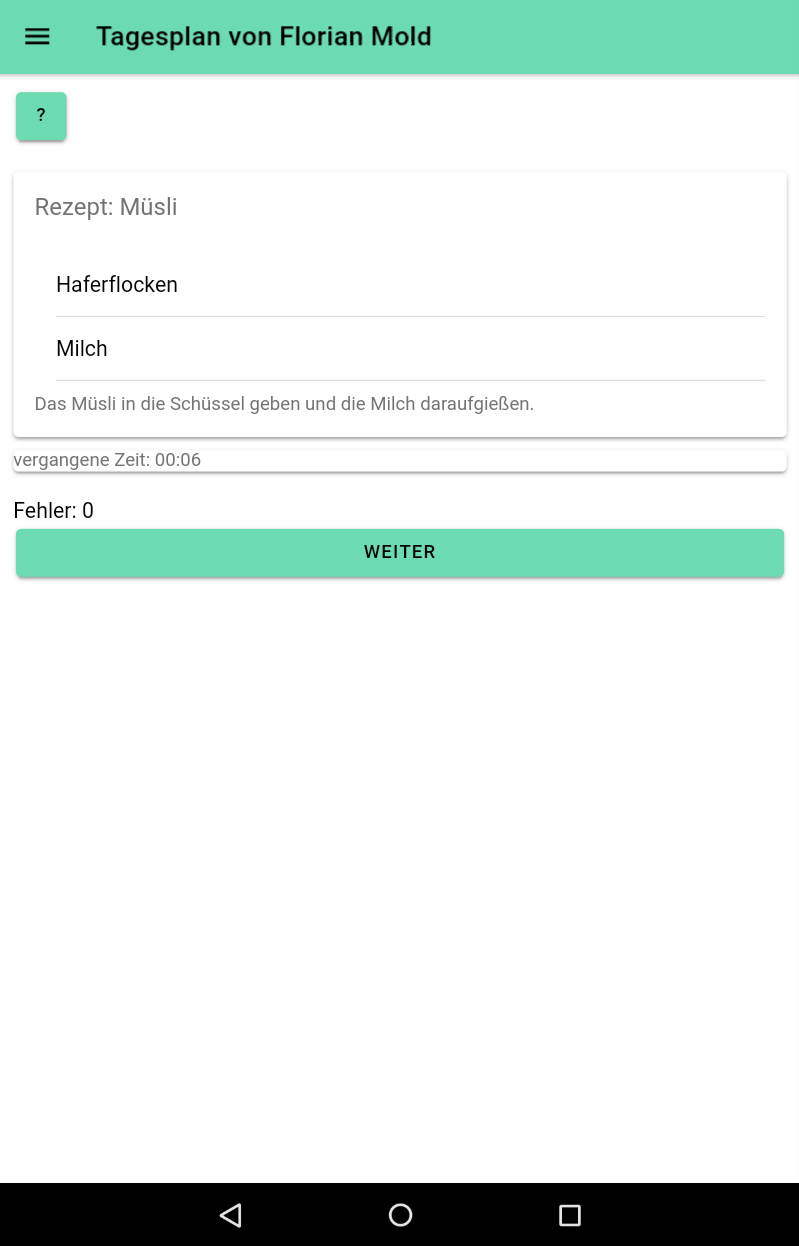 Tagesplan von Florian Mold
?
Rezept: Müsli
Haferflocken
Milch
Das Müsli in die Schüssel geben und die Milch daraufgießen.
vergangene Zeit: 00:06
Fehler: 0
WEITER